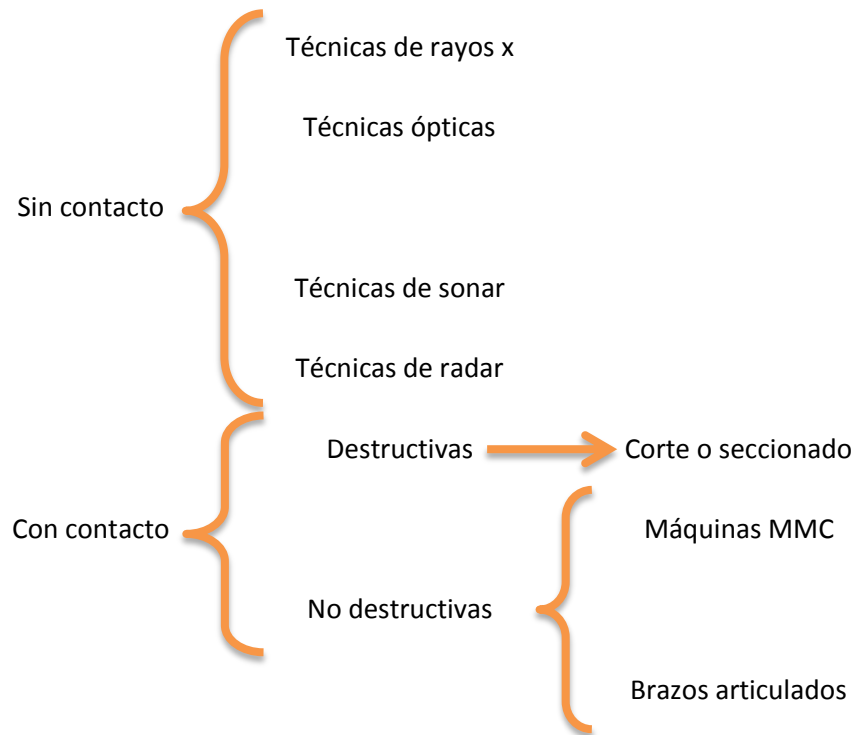 Técnicas de rayos x
Técnicas ópticas
Sin contacto
Técnicas de sonar
Técnicas de radar
Destructivas
Corte o seccionado
Con contacto
Máquinas MMC
No destructivas
Brazos articulados